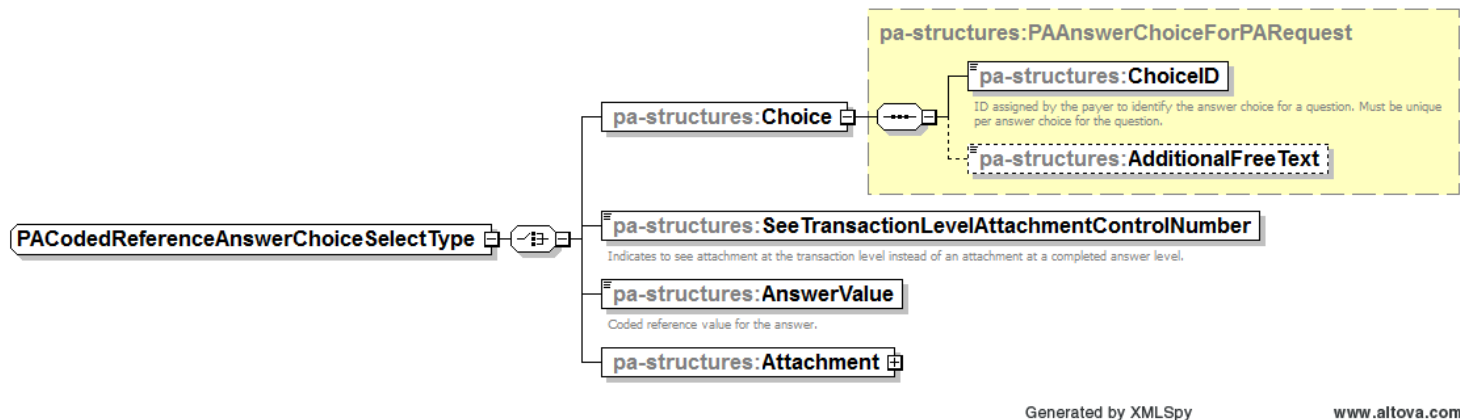 pa-structures:PAAnswerChoiceForPARequest
pa-structures:ChoiceID
ID assigned by the payer to identify the answer choice for a question. Must be unique
per answer choice for the question.
pa-structures:Choice
pa-structures:AdditionalFreeText
PACodedReferenceAnswerChoiceSelectType
pa-structures:SeeTransactionLevelAttachmentControlNumber
Indicates to see attachment at the transaction level instead of an attachment at a completed answer level.
pa-structures:AnswerValue
Coded reference value for the answer.
pa-structures:Attachment
Generated by XMLSpy
www.altova.com